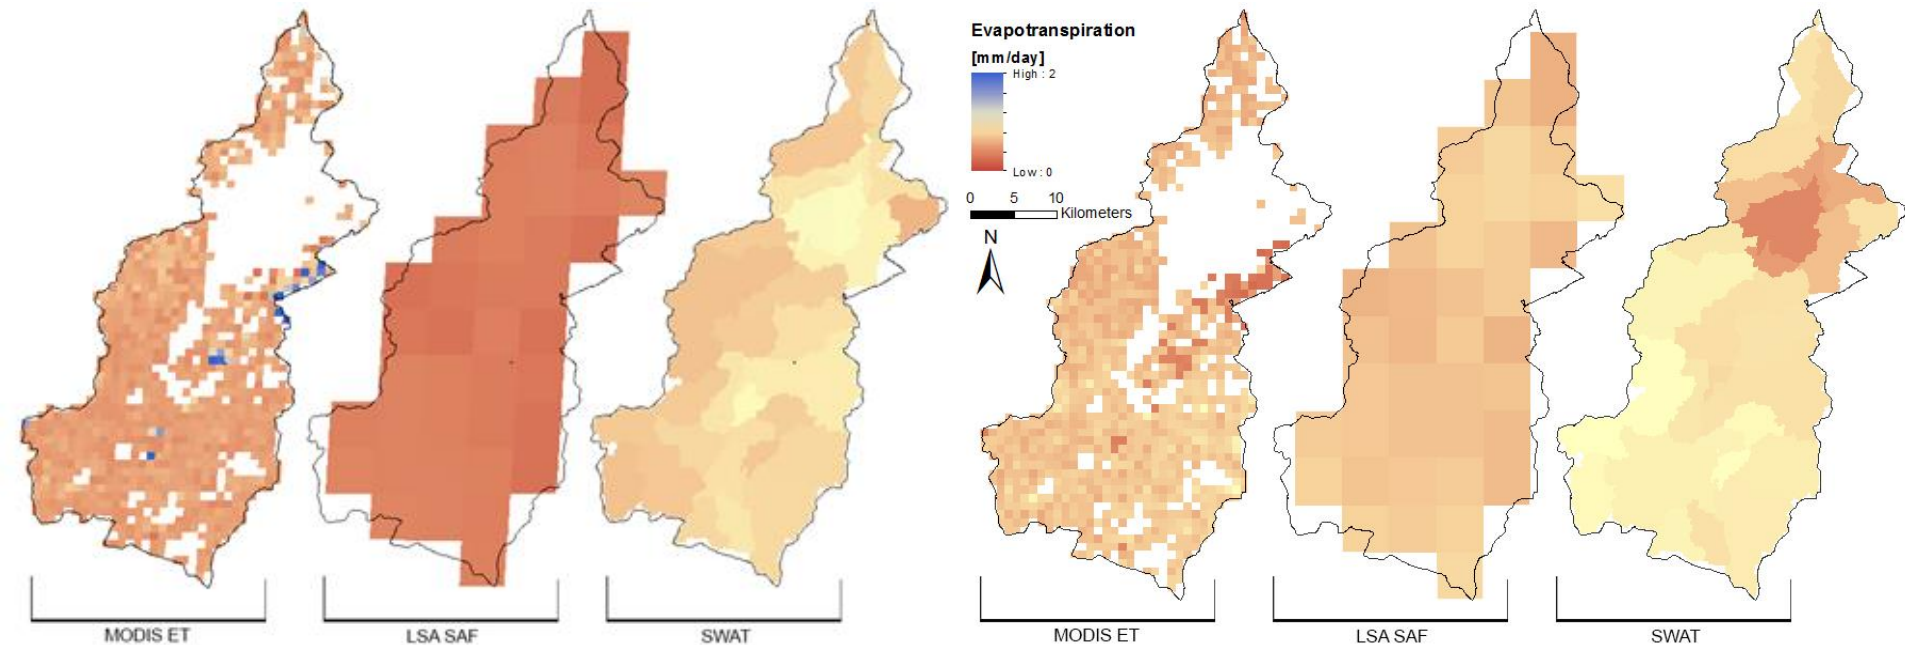 Evapotranspiration
[mm/day]
High : 2
Low : 0
0 5 10
Kilometers
N
MODIS ET LSA SAF SWAT MODIS ET LSA SAF SWAT